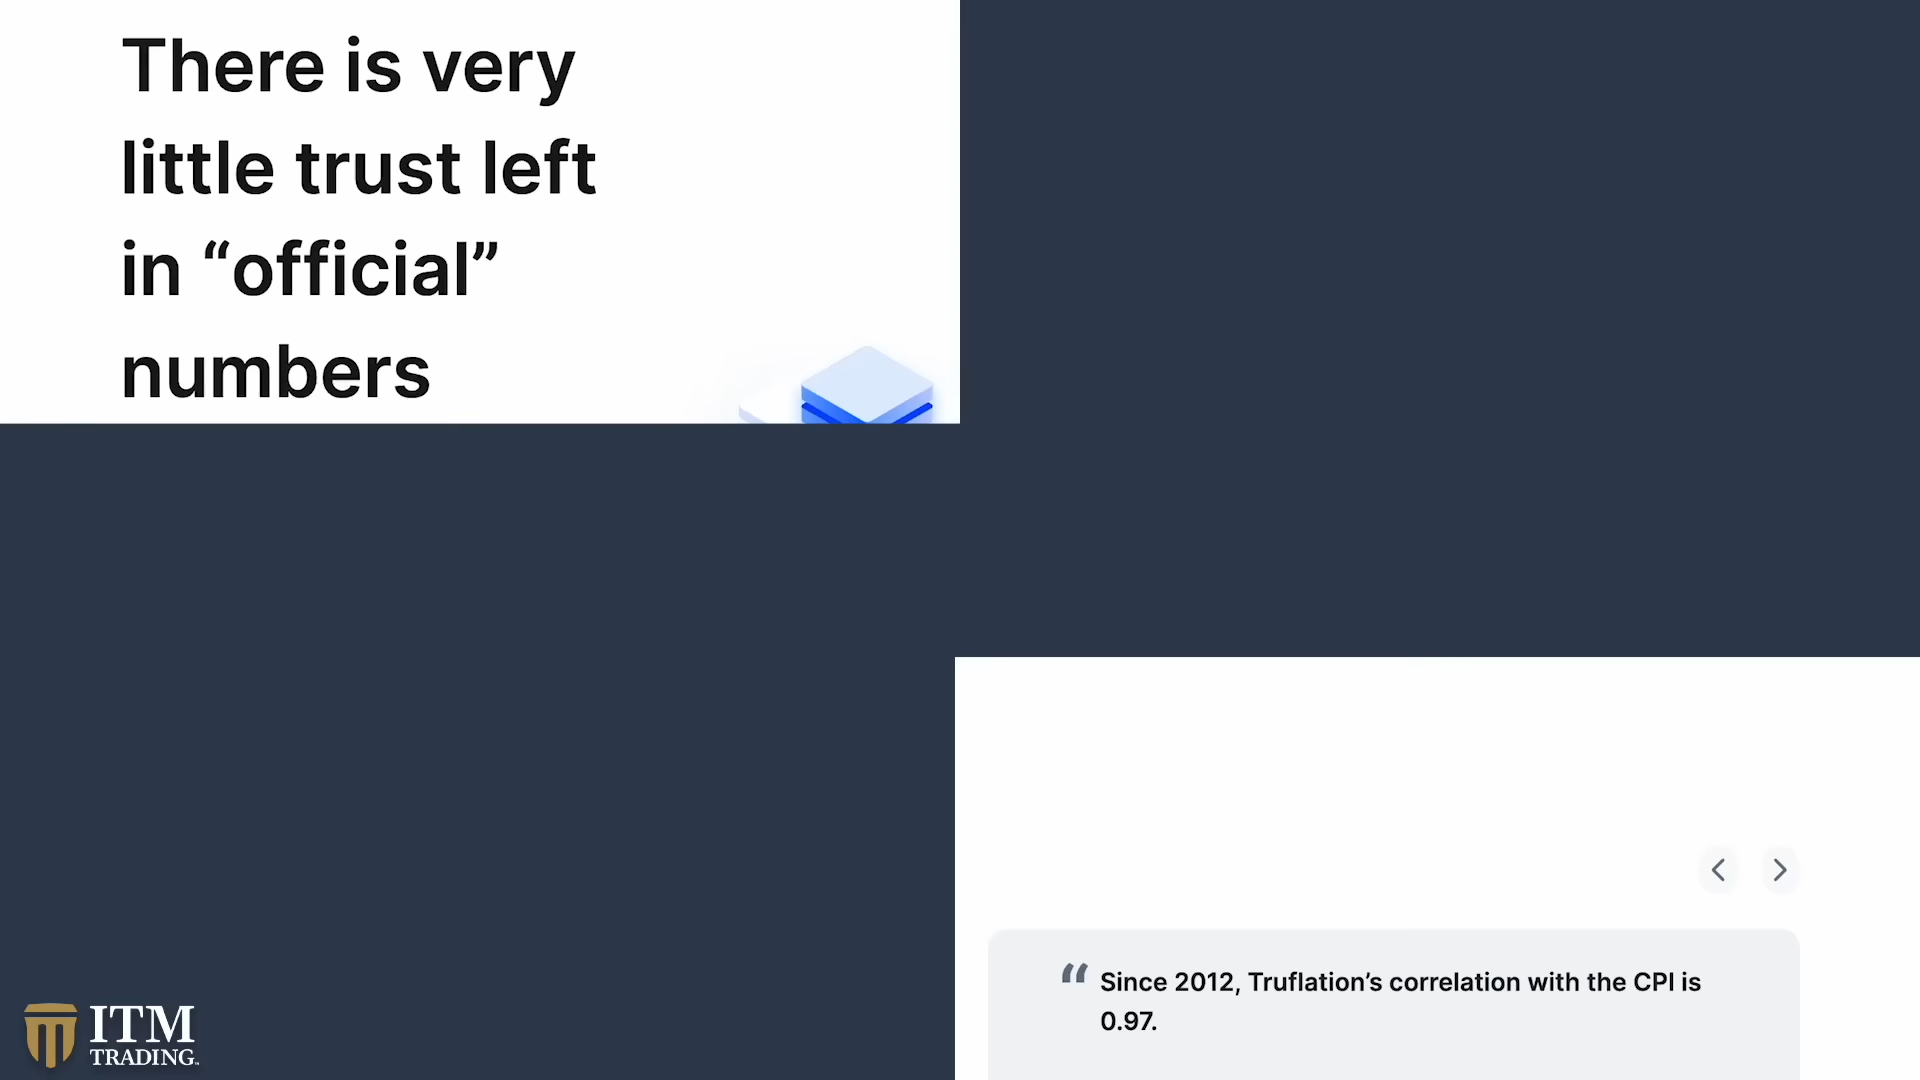 There is very
little trust left
in “official”
numbers
“ Since 2012, Truflation’s correlation with the CPI is
0.97.
ITM
TRADING